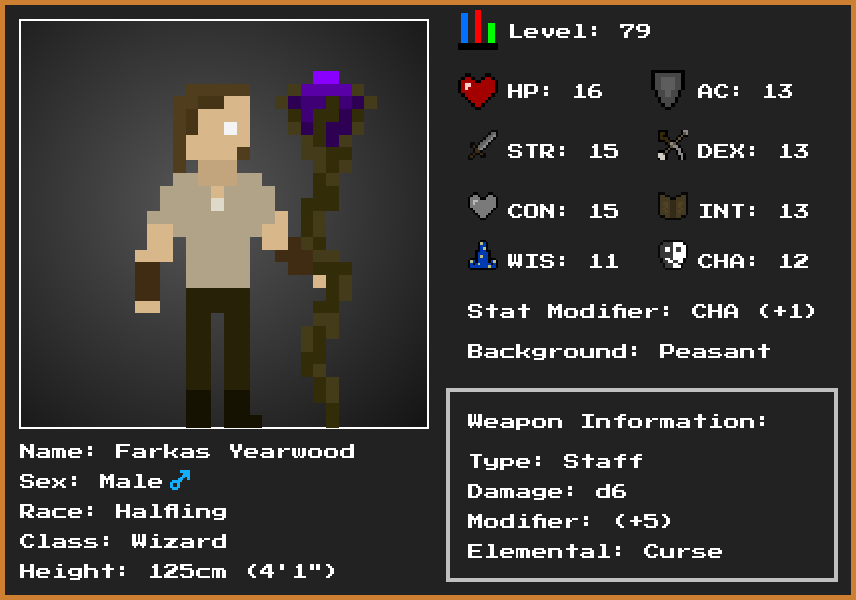 Level: 79
HP: 16
AC: 13
STR: 15
DEX: 13
CON: 15
INT: 13
WIS: 11
CHA: 12
Stat Modifier: CHA (+1)
Background: Peasant
Name: Farkas Yearwood
Sex: Male ♂
Race: Halfling
Class: Wizard
Height: 125cm (4'1")
Weapon Information:
Type: Staff
Damage: d6
Modifier: (+5)
Elemental: Curse